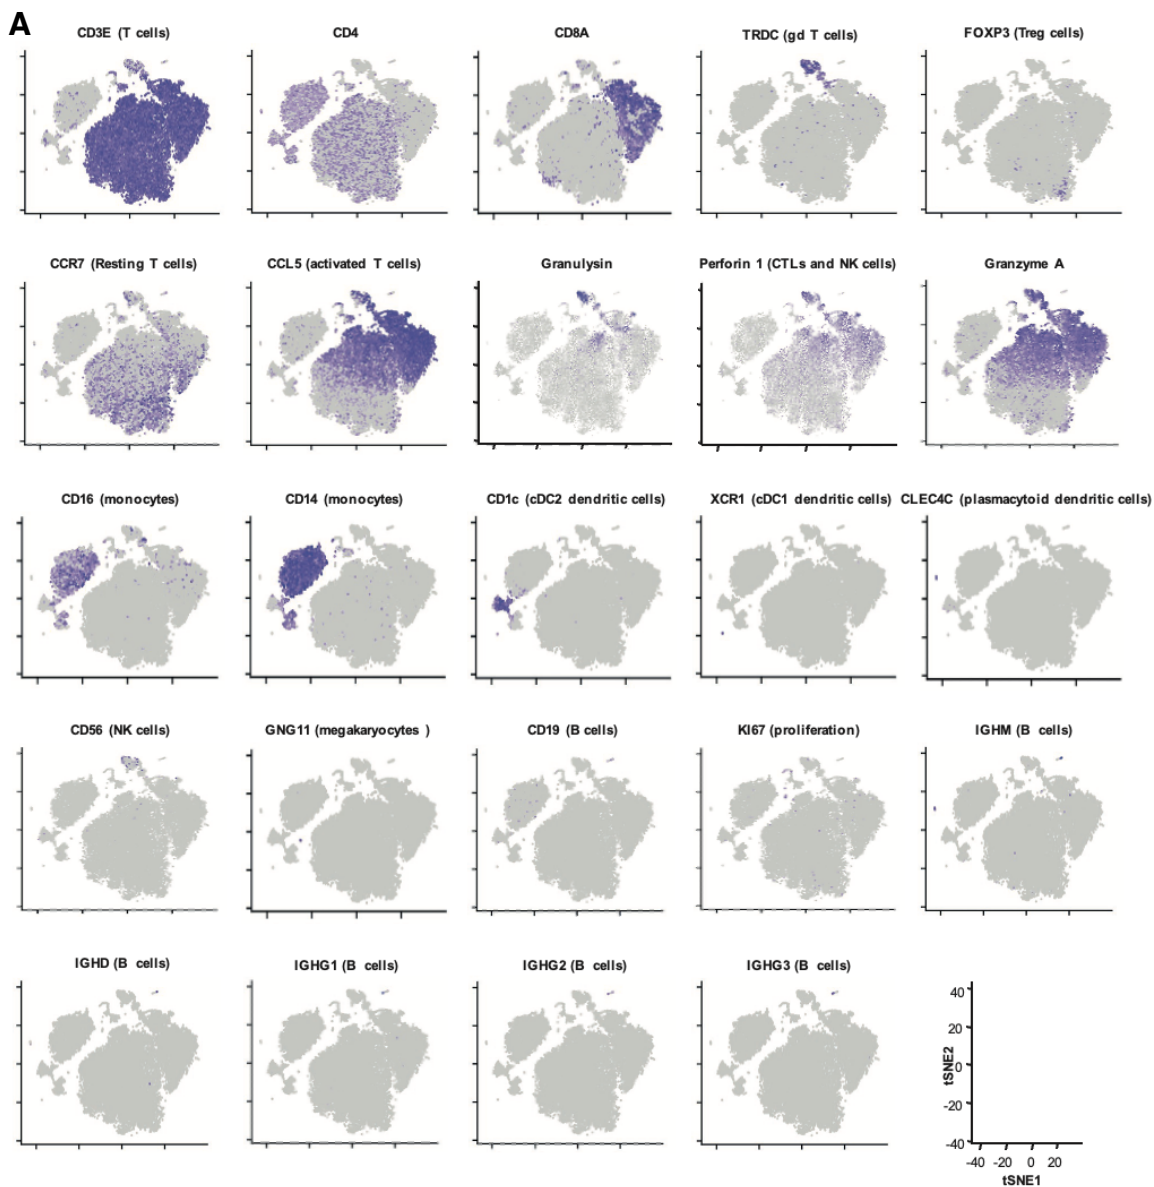 A
CD3E (T cells)
CD4
CD8A
TRDC (gd T cells)
FOXP3 (Treg cells)
CCR7 (Resting T cells)
CCL5 (activated T cells)
Granulysin
Perforin 1 (CTLs and NK cells)
Granzyme A
CD16 (monocytes)
CD14 (monocytes)
CD1c (cDC2 dendritic cells)
XCR1 (cDC1 dendritic cells)
CLEC4C (plasmacytoid dendritic cells)
CD56 (NK cells)
GNG11 (megakaryocytes )
CD19 (B cells)
KI67 (proliferation)
IGHM (B cells)
IGHD (B cells)
IGHG1 (B cells)
IGHG2 (B cells)
IGHG3 (B cells)
40
20
0
-20
-40
tSNE2
-40 -20 0 20
tSNE1